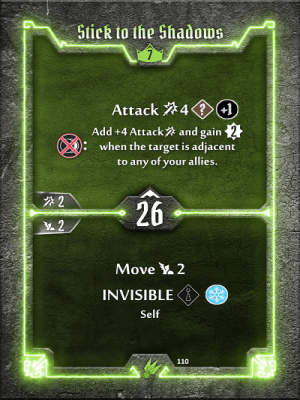 Stick to the Shadows
7
Attack 4 ? +1
: Add +4 Attack and gain 2
when the target is adjacent
to any of your allies.
2
26
2
Move 2
INVISIBLE
Self
110